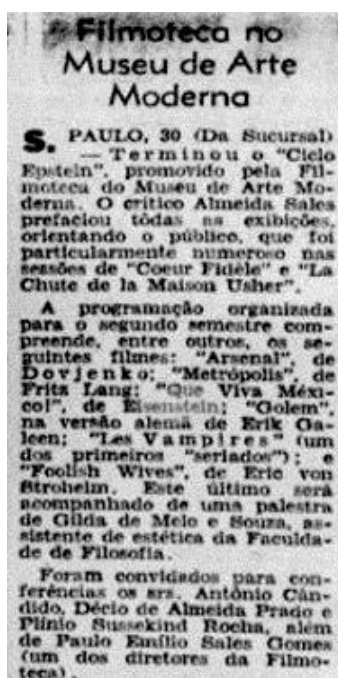 Filmoteca no
Museu de Arte
Moderna
S. PAULO, 30 (Da Sucursal)
— Terminou o "Ciclo
Epstein", promovido pela Fil-
moteca do Museu de Arte Mo-
derna. O crítico Almeida Sales
prefaciou tôdas as exibições,
orientando o público, que foi
particularmente numeroso nas
sessões de "Coeur Fidèle" e "La
Chute de la Maison Usher".
A programação organizada
para o segundo semestre com-
preende, entre outros, os se-
guintes filmes: "Arsenal", de
Dovjenko; "Metrópolis", de
Fritz Lang; "Que Viva Méxi-
co!", de Eisenstein; "Golem",
na versão alemã de Erik Ga-
leen; "Les Vampires" (um
dos primeiros "seriados"); e
"Foolish Wives", de Eric von
Stroheim. Este último será
acompanhado de uma palestra
de Gilda de Melo e Souza, as-
sistente de estética da Faculda-
de de Filosofia.
Foram convidados para con-
ferências os srs. Antônio Cân-
dido, Décio de Almeida Prado e
Plínio Sussekind Rocha, além
de Paulo Emílio Sales Gomes
(um dos diretores da Filmo-
teca).